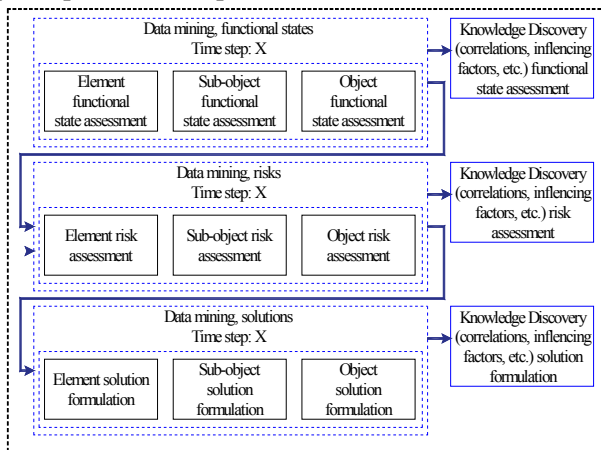 Data mining, functional states
Time step: X
Element
functional
state assessment
Sub-object
functional
state assessment
Object
functional
state assessment
Knowledge Discovery
(correlations, inflencing
factors, etc.) functional
state assessment
Data mining, risks
Time step: X
Element risk
assessment
Sub-object risk
assessment
Object risk
assessment
Knowledge Discovery
(correlations, inflencing
factors, etc.) risk
assessment
Data mining, solutions
Time step: X
Element solution
formulation
Sub-object
solution
formulation
Object
solution
formulation
Knowledge Discovery
(correlations, inflencing
factors, etc.) solution
formulation